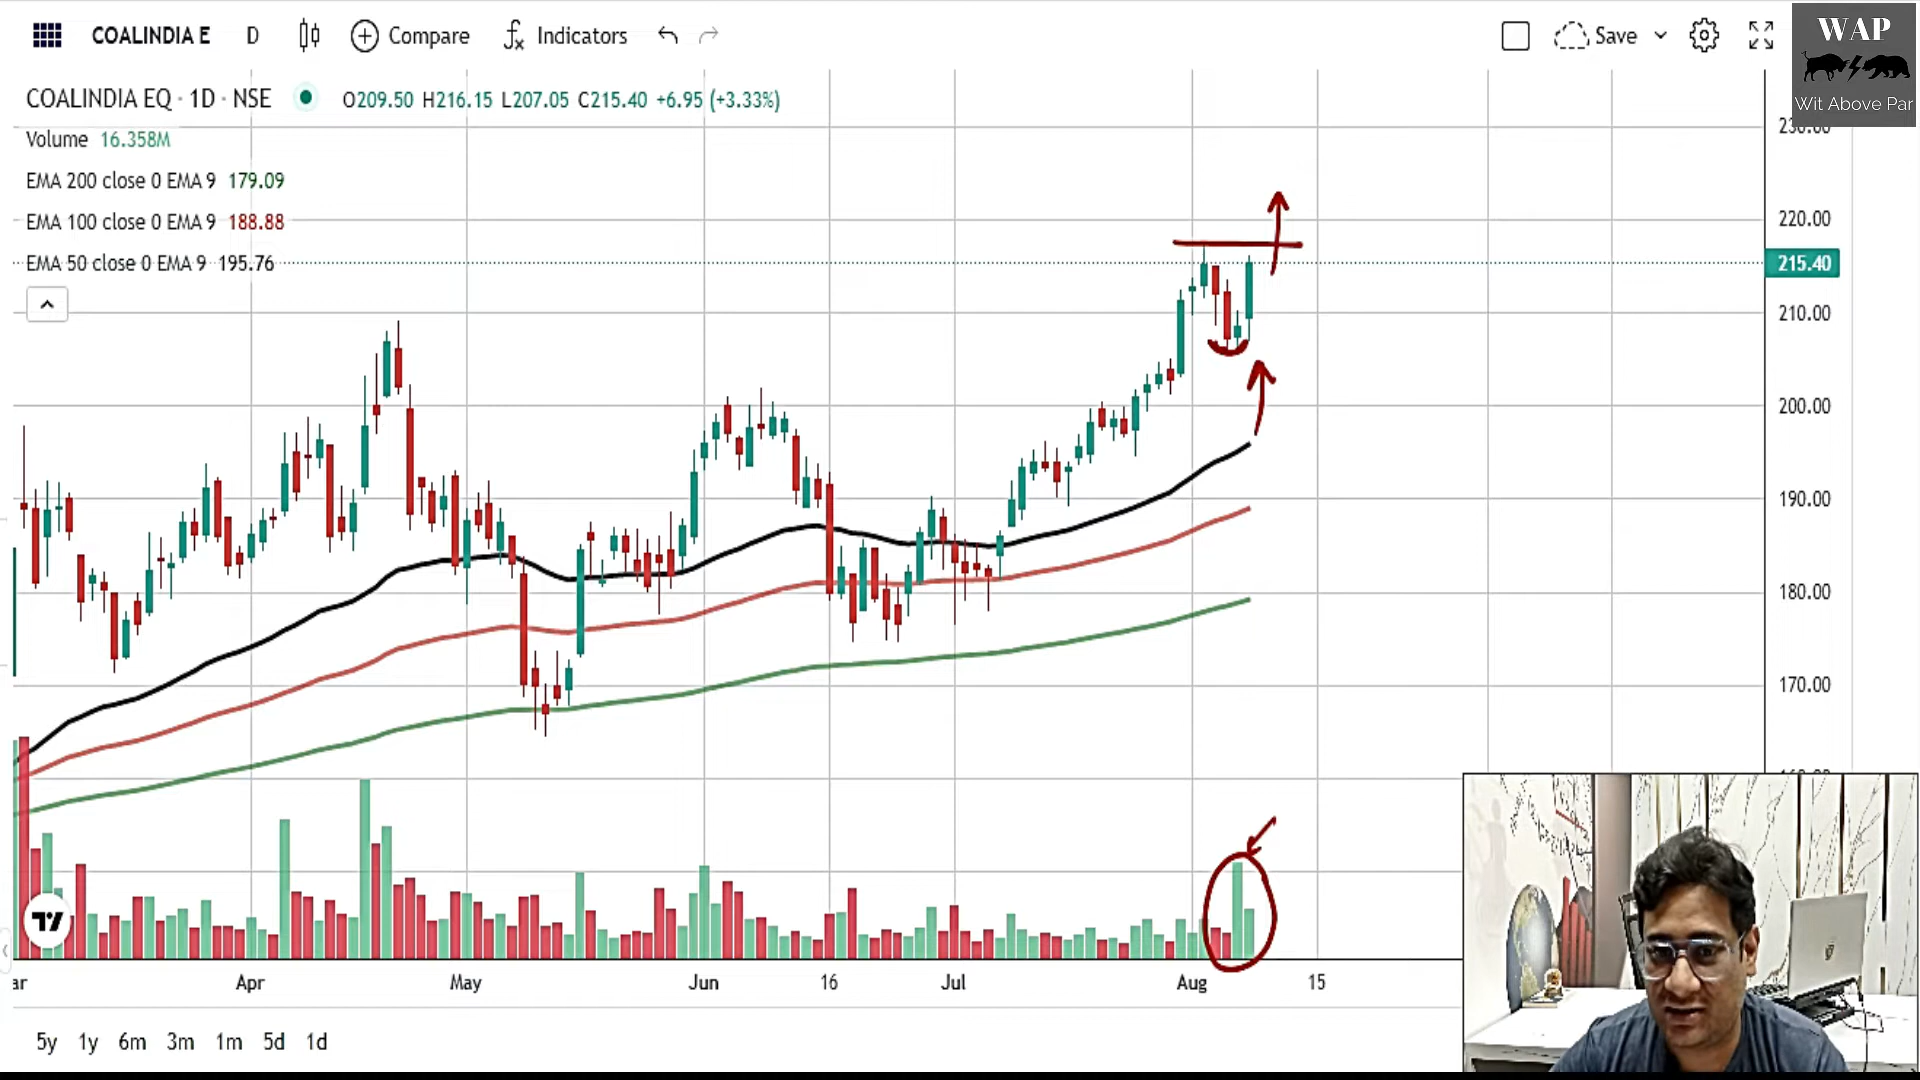 COALINDIA E D Compare Indicators Save
WAP
Wit Above Par
COALINDIA EQ · 1D · NSE O209.50 H216.15 L207.05 C215.40 +6.95 (+3.33%)
Volume 16.358M
EMA 200 close 0 EMA 9 179.09
EMA 100 close 0 EMA 9 188.88
EMA 50 close 0 EMA 9 195.76
230.00
220.00
215.40
210.00
200.00
190.00
180.00
170.00
Apr May Jun 16 Jul Aug 15
5y 1y 6m 3m 1m 5d 1d